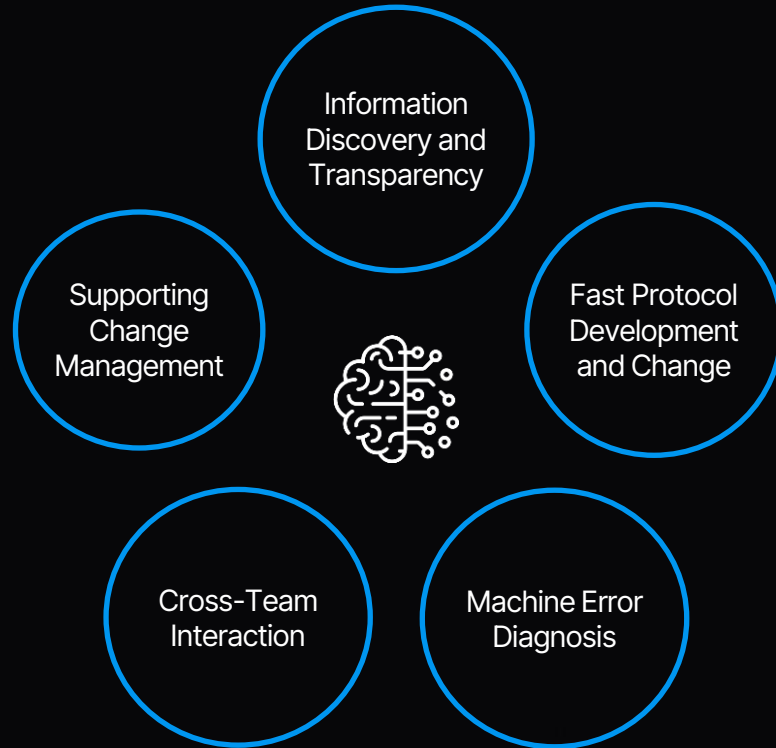 Information
Discovery and
Transparency
Supporting
Change
Management
Fast Protocol
Development
and Change
Cross-Team
Interaction
Machine Error
Diagnosis